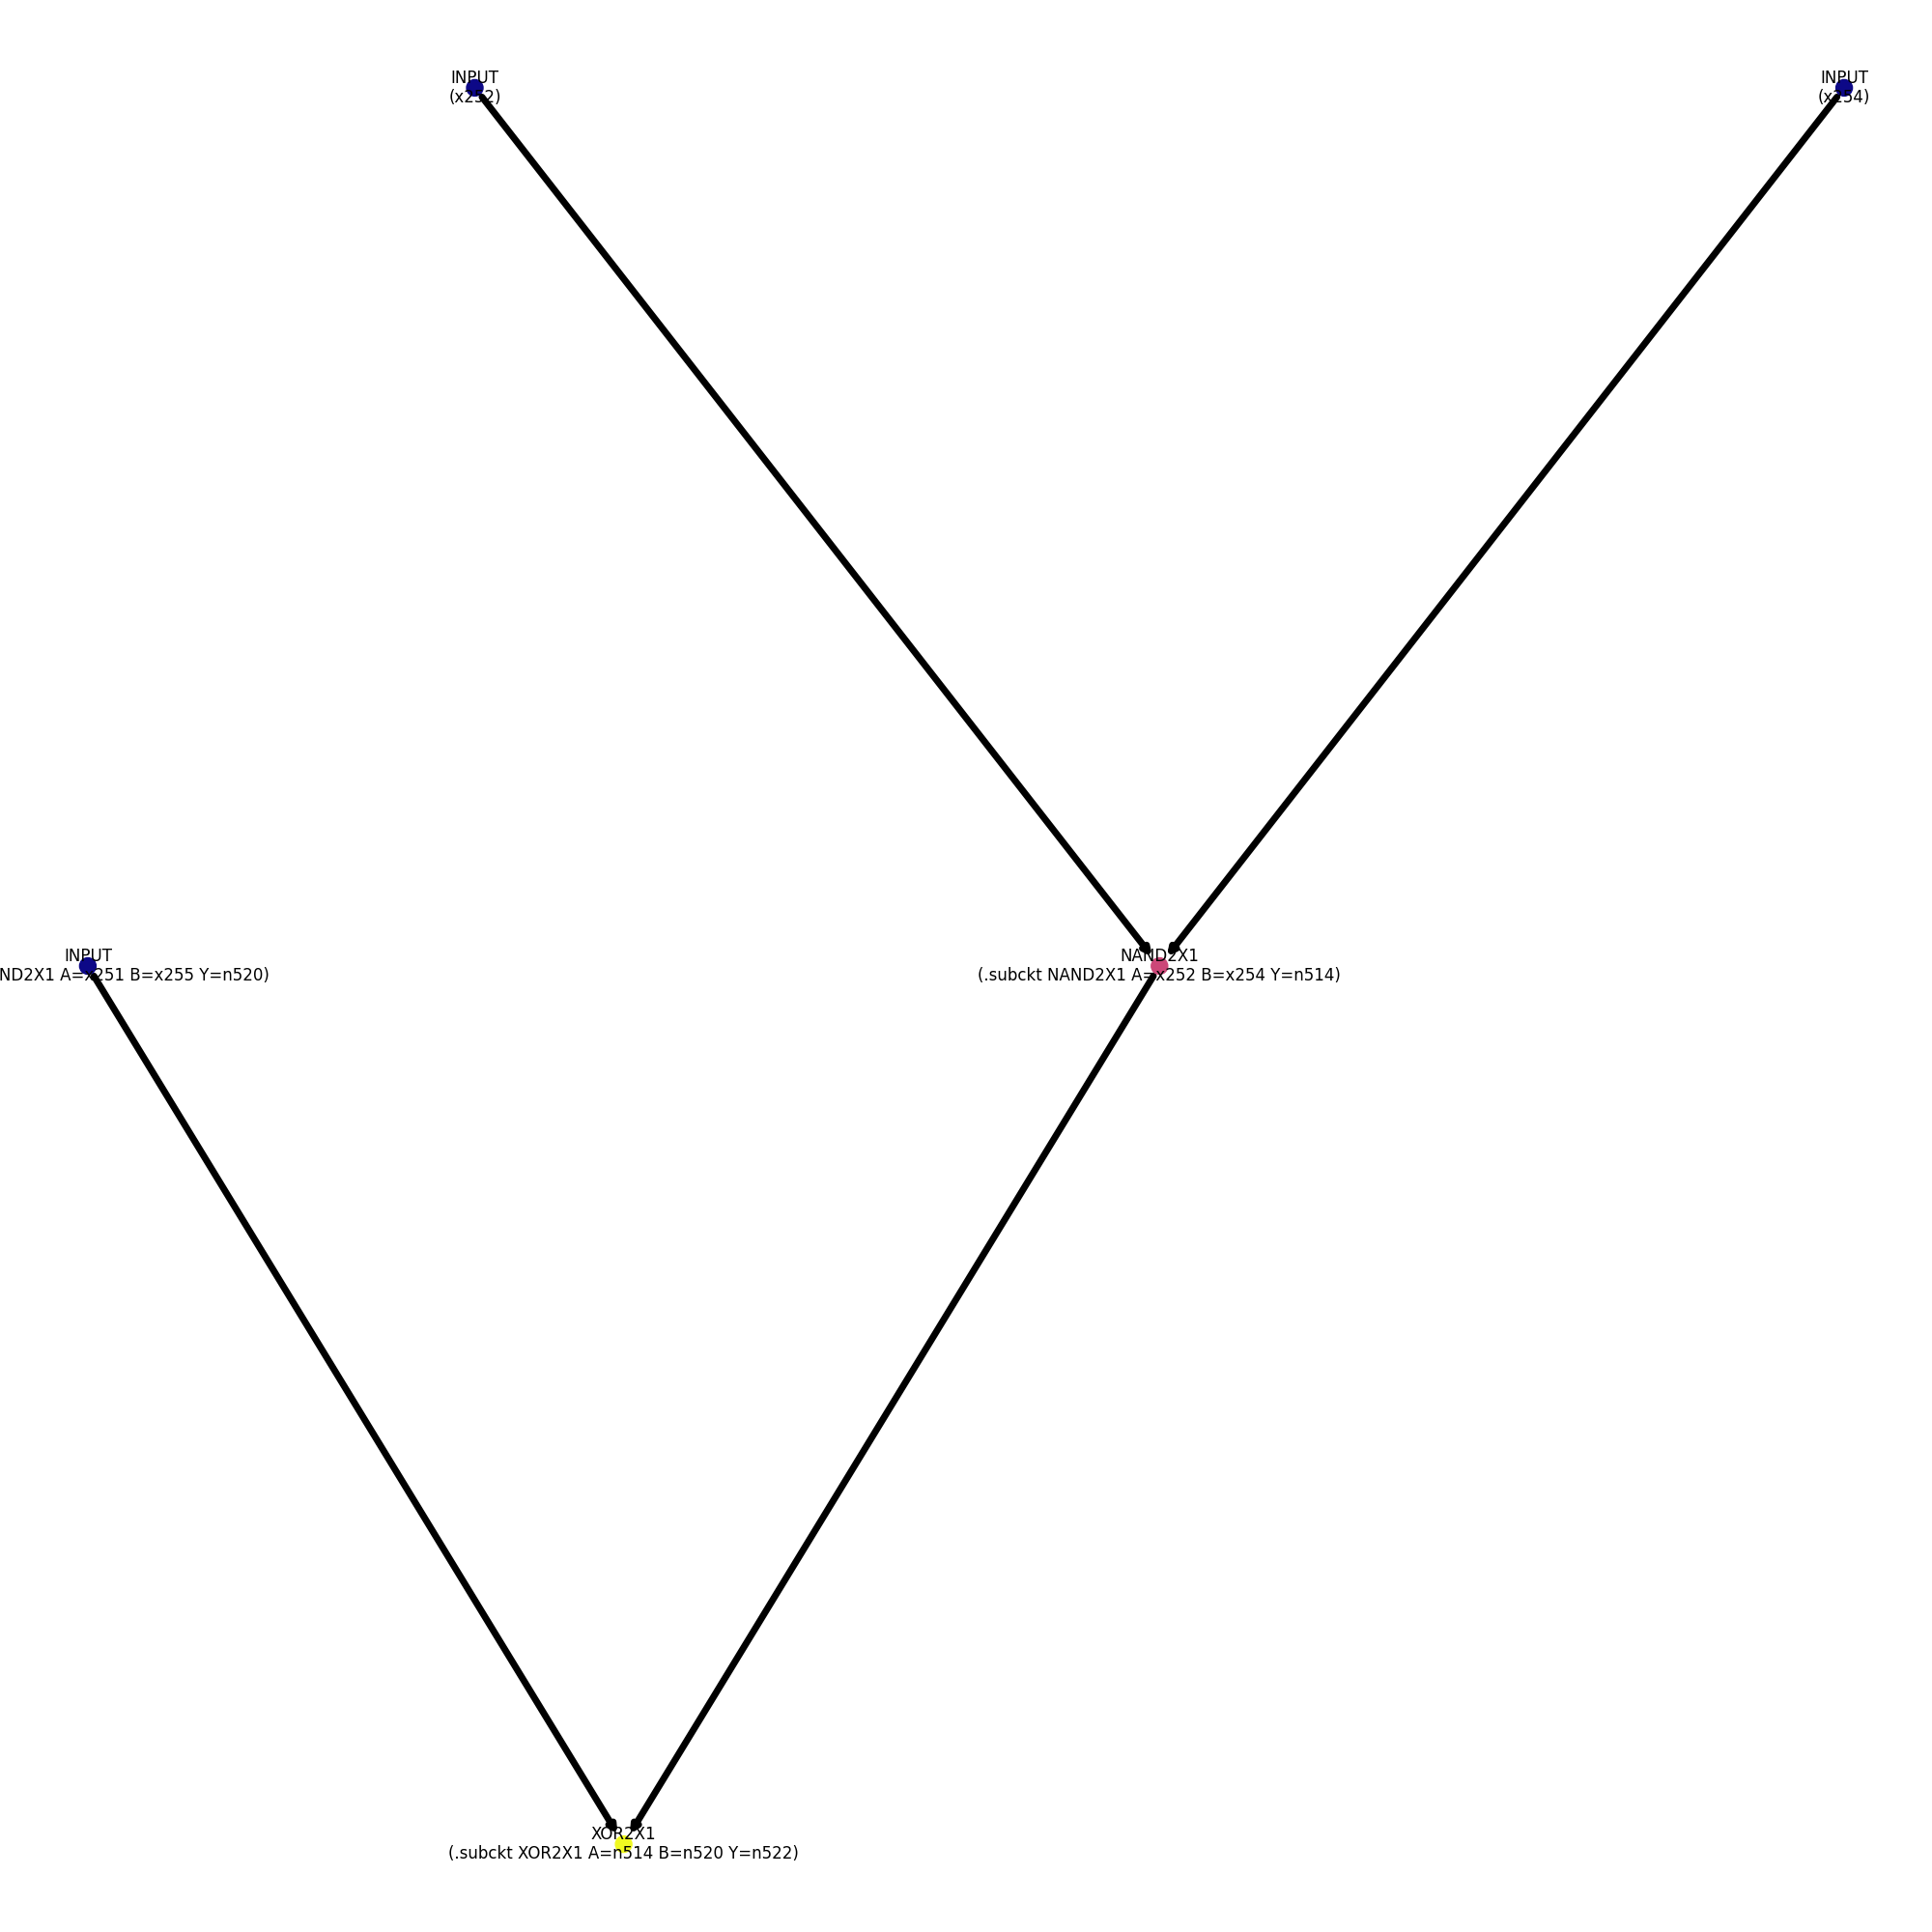 INPUT
(x252)
INPUT
(x254)
INPUT
ND2X1 A=x251 B=x255 Y=n520)
NAND2X1
(.subckt NAND2X1 A=x252 B=x254 Y=n514)
XOR2X1
(.subckt XOR2X1 A=n514 B=n520 Y=n522)